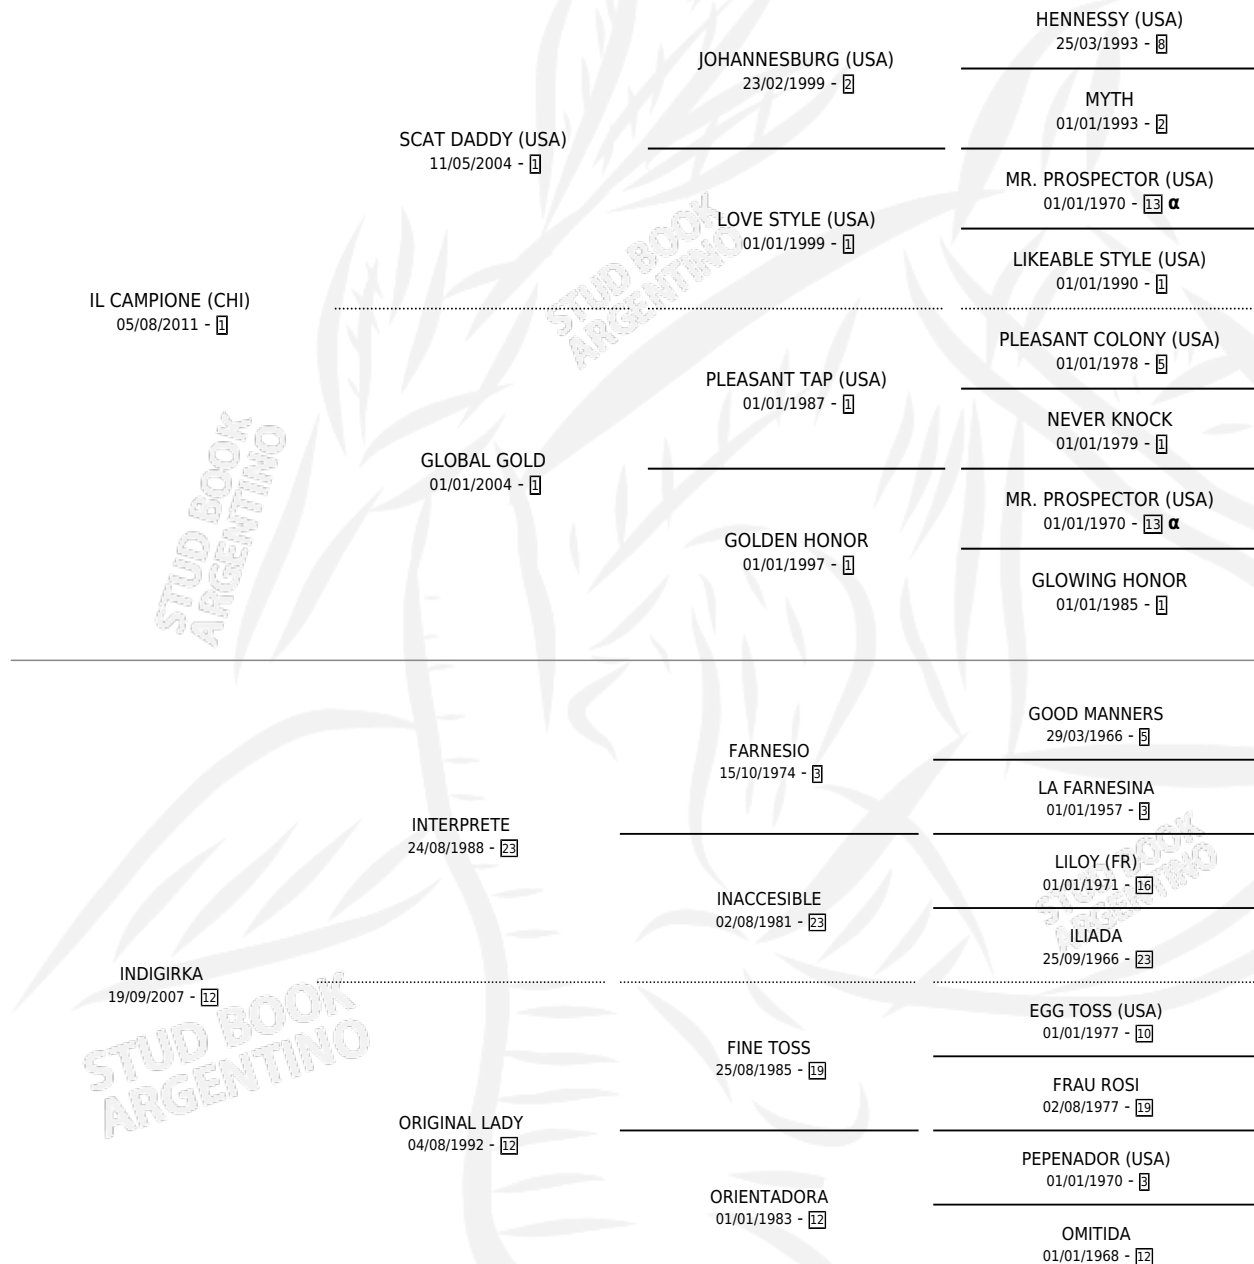 HENNESSY (USA)
25/03/1993 - 8
JOHANNESBURG (USA)
23/02/1999 - 2
MYTH
01/01/1993 - 2
SCAT DADDY (USA)
11/05/2004 - 1
MR. PROSPECTOR (USA)
01/01/1970 - 13 α
LOVE STYLE (USA)
01/01/1999 - 1
LIKEABLE STYLE (USA)
01/01/1990 - 1
IL CAMPIONE (CHI)
05/08/2011 - 1
PLEASANT COLONY (USA)
01/01/1978 - 5
PLEASANT TAP (USA)
01/01/1987 - 1
NEVER KNOCK
01/01/1979 - 1
GLOBAL GOLD
01/01/2004 - 1
MR. PROSPECTOR (USA)
01/01/1970 - 13 α
GOLDEN HONOR
01/01/1997 - 1
GLOWING HONOR
01/01/1985 - 1
GOOD MANNERS
29/03/1966 - 5
FARNESIO
15/10/1974 - 3
LA FARNESINA
01/01/1957 - 3
INTERPRETE
24/08/1988 - 23
LILOY (FR)
01/01/1971 - 16
INACCESIBLE
02/08/1981 - 23
ILIADA
25/09/1966 - 23
INDIGIRKA
19/09/2007 - 12
EGG TOSS (USA)
01/01/1977 - 10
FINE TOSS
25/08/1985 - 19
FRAU ROSI
02/08/1977 - 19
ORIGINAL LADY
04/08/1992 - 12
PEPENADOR (USA)
01/01/1970 - 3
ORIENTADORA
01/01/1983 - 12
OMITIDA
01/01/1968 - 12
STUD BOOK
ARGENTINO
STUD BOOK
ARGENTINO
STUD BOOK
ARGENTINO
STUD BOOK
ARGENTINO